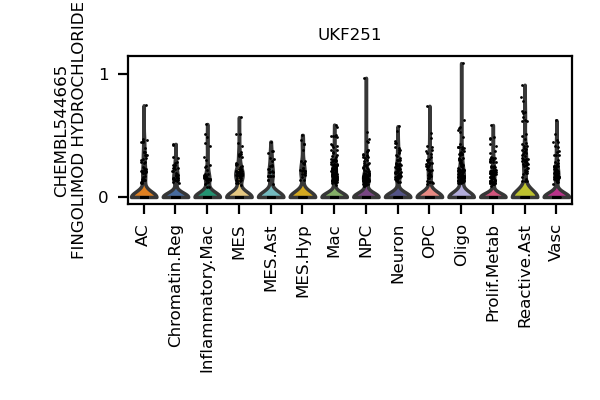 UKF251
CHEMBL544665
FINGOLIMOD HYDROCHLORIDE
1
0
AC
Chromatin.Reg
Inflammatory.Mac
MES
MES.Ast
MES.Hyp
Mac
NPC
Neuron
OPC
Oligo
Prolif.Metab
Reactive.Ast
Vasc